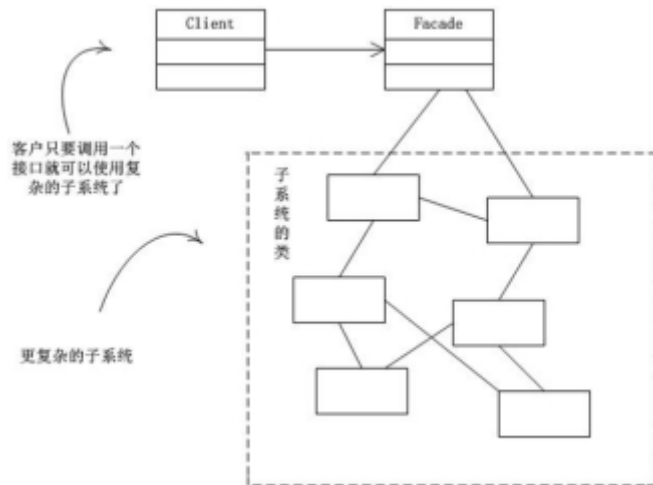 Client
Facade
客户只要调用一个
接口就可以使用复
杂的子系统了
子系统的类
更复杂的子系统